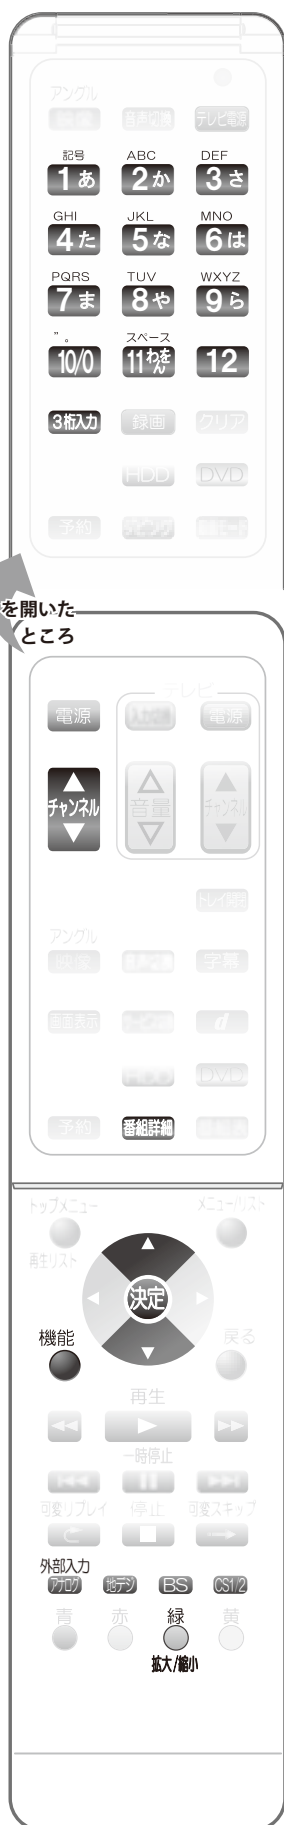 アングル
音声切換 テレビ電源
記号 ABC DEF
1あ 2か 3さ
GHI JKL MNO
4た 5な 6は
PQRS TUV WXYZ
7ま 8や 9ら
”。 スペース
10/0 11わをん 12
3桁入力 録画 クリア
HDD DVD
予約
を開いた
ところ
テレビ
電源 入力切換 電源
チャンネル 音量 チャンネル
トレイ開閉
アングル
映像 音声切換 字幕
画面表示 d
HDD DVD
予約 番組詳細
トップメニュー メニュー/リスト
再生リスト
決定
機能 戻る
再生
一時停止
可変リプレイ 停止 可変スキップ
外部入力
アナログ 地デジ BS CS1/2
青 赤 緑 黄
拡大/縮小